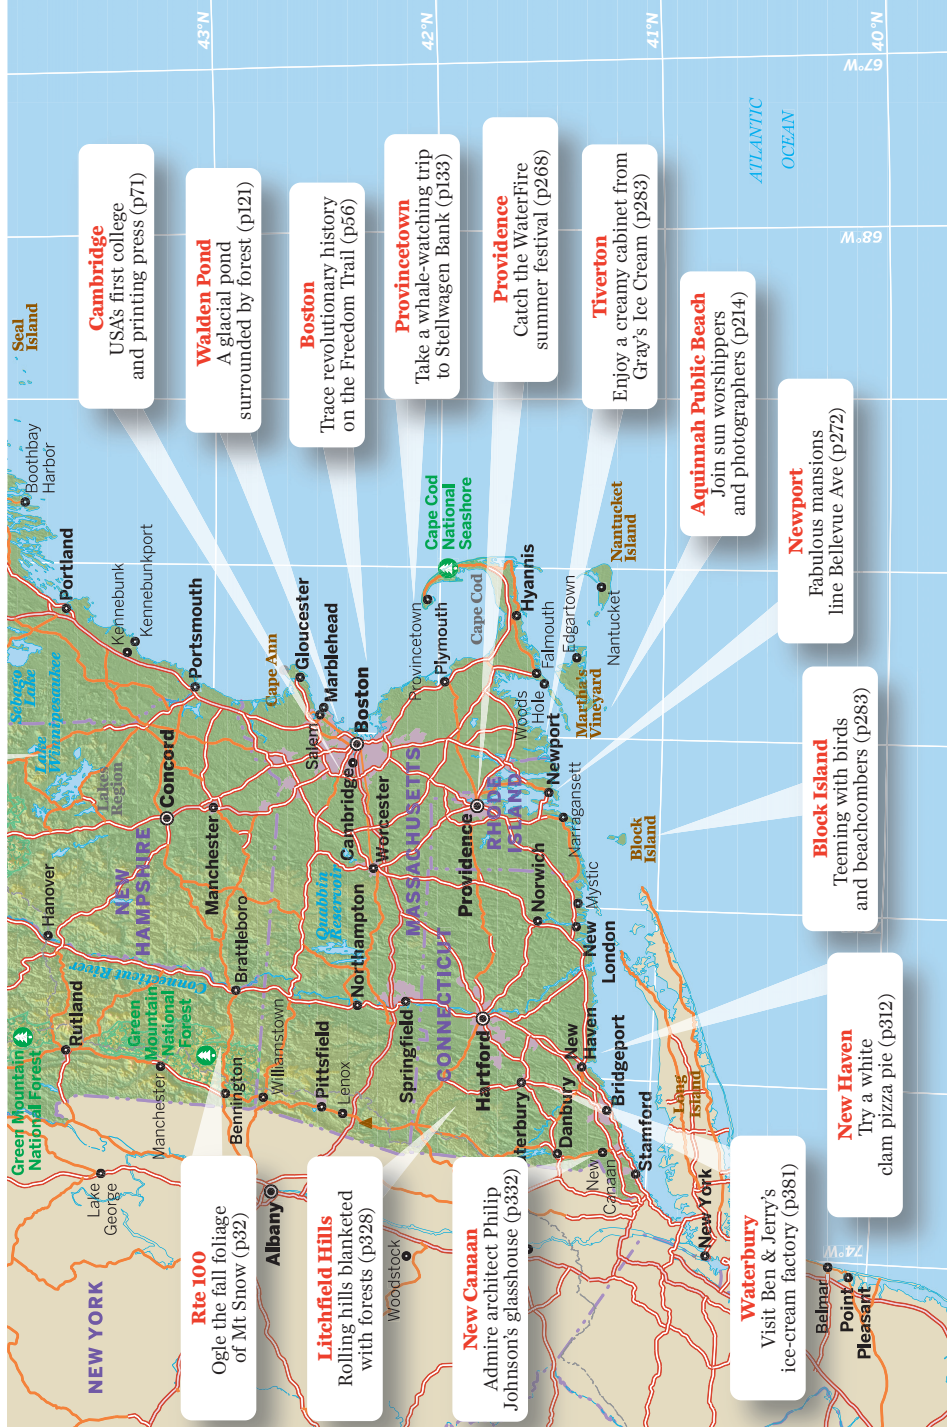 Cambridge
USA's first college
and printing press (p71)
Walden Pond
A glacial pond
surrounded by forest (p121)
Boston
Trace revolutionary history
on the Freedom Trail (p56)
Provincetown
Take a whale-watching trip
to Stellwagen Bank (p133)
Providence
Catch the WaterFire
summer festival (p268)
Tiverton
Enjoy a creamy cabinet from
Gray's Ice Cream (p283)
Aquinnah Public Beach
Join sun worshippers
and photographers (p214)
Newport
Fabulous mansions
line Bellevue Ave (p272)
Block Island
Teeming with birds
and beachcombers (p283)
New Haven
Try a white
clam pizza pie (p312)
Waterbury
Visit Ben & Jerry's
ice-cream factory (p381)
New Canaan
Admire architect Philip
Johnson's glasshouse (p332)
Litchfield Hills
Rolling hills blanketed
with forests (p328)
Rte 100
Ogle the fall foliage
of Mt Snow (p332)
43°N
42°N
41°N
40°N
67°W
68°W
74°W
ATLANTIC
OCEAN
Seal
Island
Boothbay
Harbor
Portland
Kennebunk
Kennebunkport
Portsmouth
Sebago
Lake
Lake
Winnipesaukee
Lakes
Region
Concord
Manchester
NEW
HAMPSHIRE
Hanover
Cape Ann
Gloucester
Marblehead
Salem
Boston
Cambridge
Worcester
MASSACHUSETTS
Quabbin
Reservoir
Northampton
Springfield
Brattleboro
Connecticut River
Rutland
Green Mountain
National Forest
Green
Mountain
National
Forest
Manchester
Bennington
Williamstown
Pittsfield
Lenox
Lake
George
NEW YORK
Albany
Woodstock
Cape Cod
National
Seashore
Provincetown
Plymouth
Cape Cod
Hyannis
Falmouth
Woods
Hole
Edgartown
Martha's
Vineyard
Nantucket
Nantucket
Island
Newport
Narragansett
Providence
RHODE
ISLAND
Block
Island
Norwich
Mystic
New
London
CONNECTICUT
Hartford
New
Haven
Bridgeport
terbury
Danbury
New
Canaan
Stamford
Long
Island
New York
Belmar
Point
Pleasant